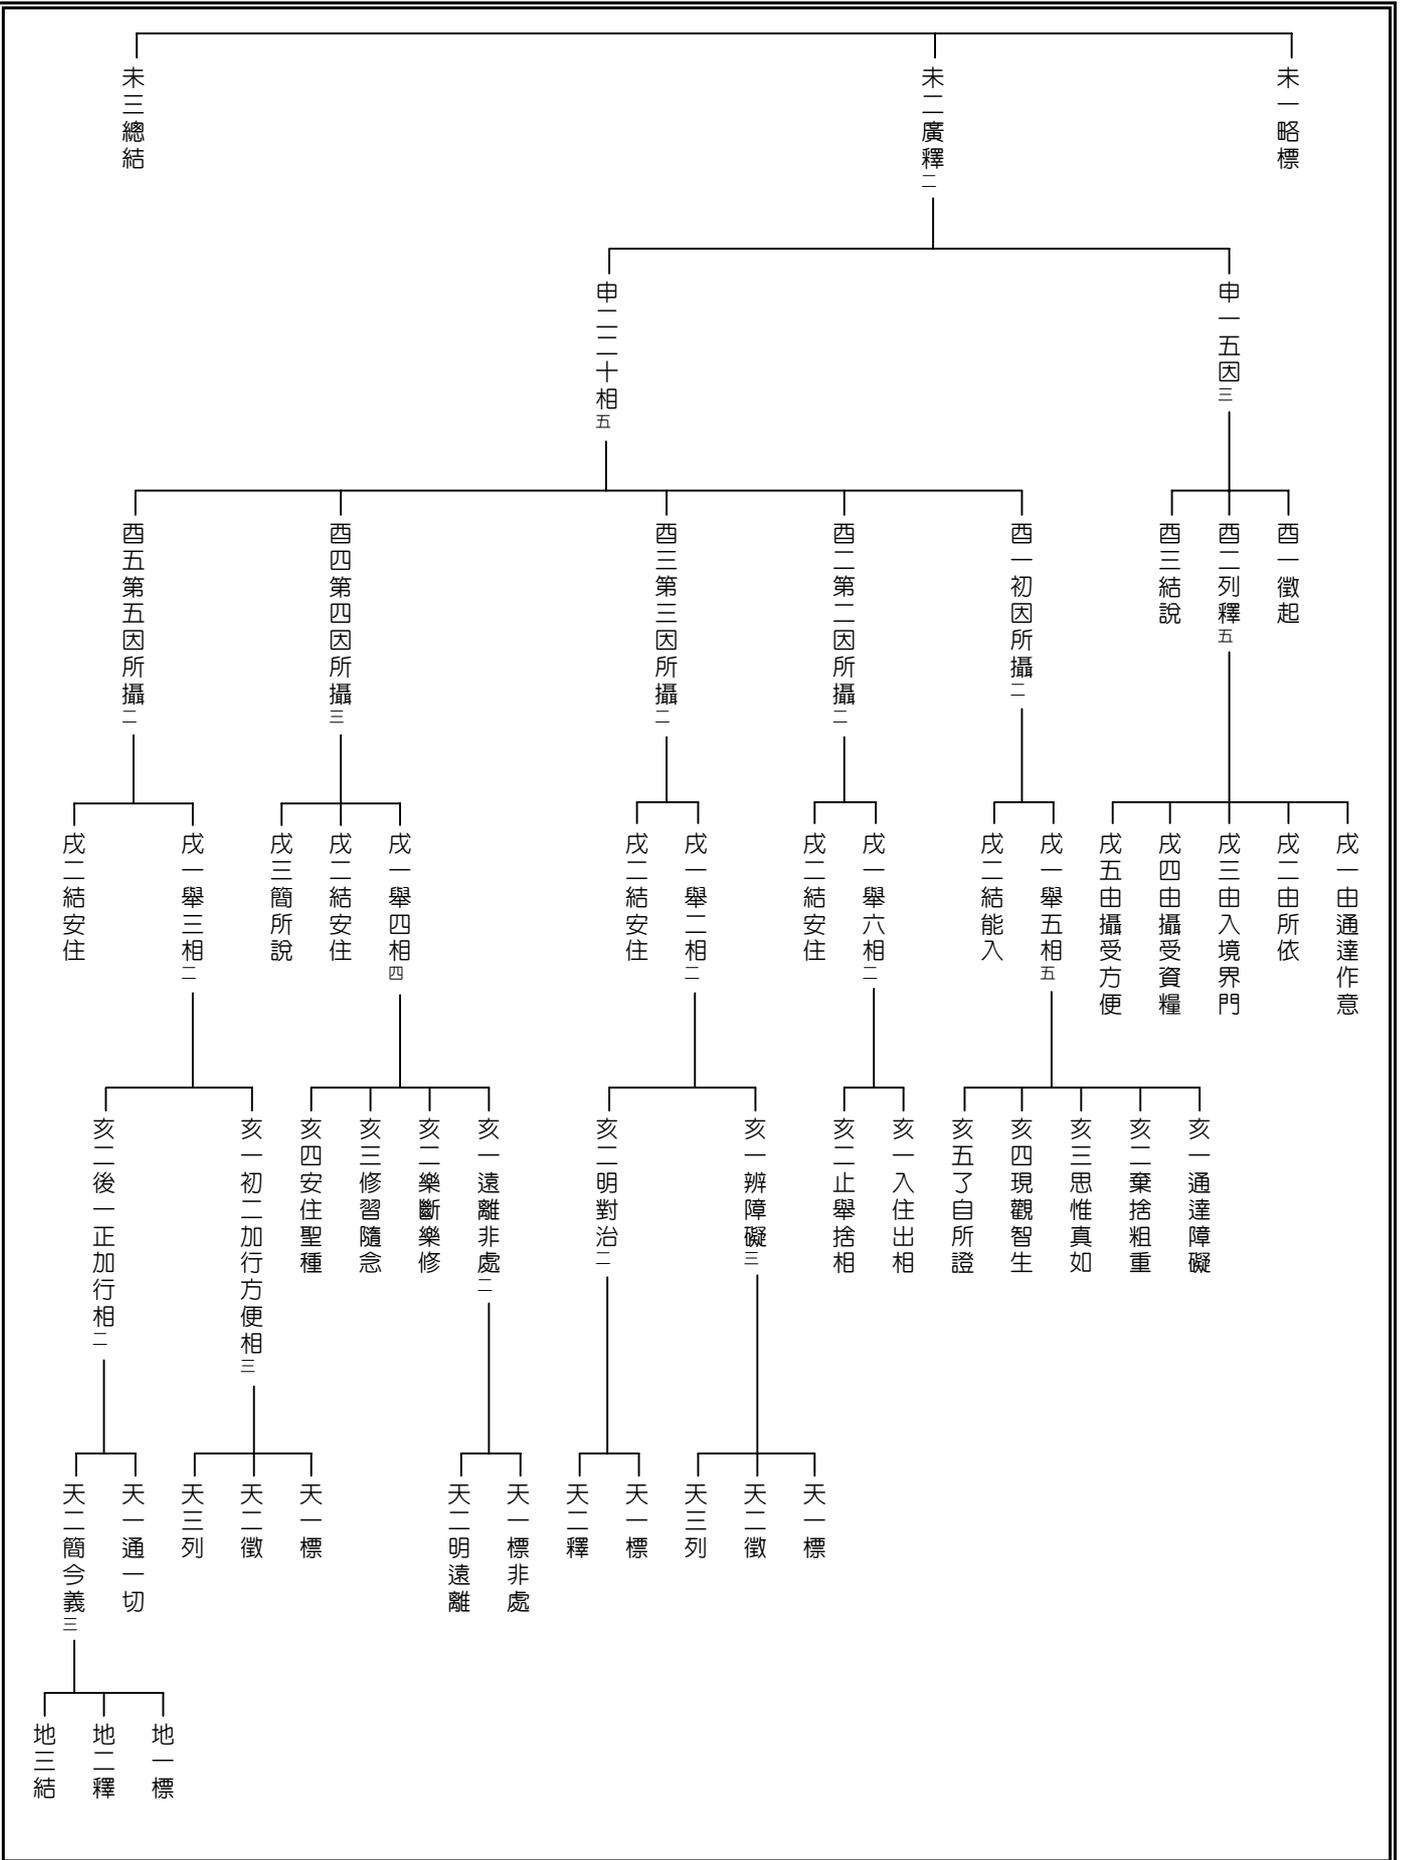 未一略標
未二廣釋二
未三總結
申一五因三
申二二十相五
酉一徵起
酉二列釋五
酉三結說
酉一初因所攝二
酉二第二因所攝二
酉三第三因所攝二
酉四第四因所攝三
酉五第五因所攝二
戌一由通達作意
戌二由所依
戌三由入境界門
戌四由攝受資糧
戌五由攝受方便
戌一舉五相五
戌二結能入
戌一舉六相二
戌二結安住
戌一舉二相二
戌二結安住
戌一舉四相四
戌二結安住
戌三簡所說
戌一舉三相二
戌二結安住
亥一通達障礙
亥二棄捨粗重
亥三思惟真如
亥四現觀智生
亥五了自所證
亥一入住出相
亥二止舉捨相
亥一辨障礙三
亥二明對治二
亥一遠離非處二
亥二樂斷樂修
亥三修習隨念
亥四安住聖種
亥一初二加行方便相三
亥二後一正加行相二
天一標
天二徵
天三列
天一標
天二釋
天一標非處
天二明遠離
天一標
天二徵
天三列
天一通一切
天二簡今義三
地一標
地二釋
地三結